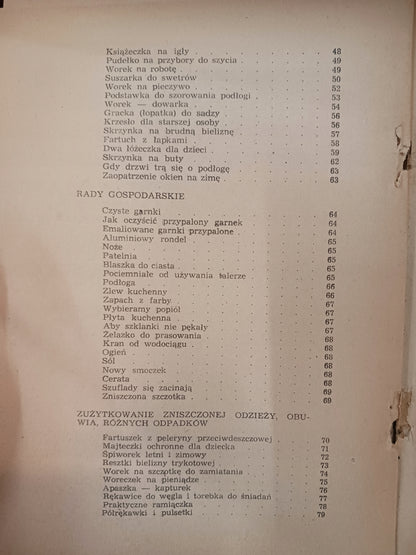 Książeczka na igły . . . . . . . 48
Pudełko na przybory do szycia . . . . . 49
Worek na robotę . . . . . . . 49
Suszarka do swetrów . . . . . . 50
Worek na pieczywo . . . . . . 52
Podstawka do szorowania podłogi . . . . 53
Worek — dowarka . . . . . . . 54
Gracka (łopatka) do sadzy . . . . . 56
Krzesło dla starszej osoby . . . . . 56
Skrzynka na brudną bieliznę . . . . . 57
Fartuch z łapkami . . . . . . 58
Dwa łóżeczka dla dzieci . . . . . . 59
Skrzynka na buty . . . . . . . 62
Gdy drzwi trą się o podłogę . . . . . 63
Zaopatrzenie okien na zimę . . . . . 63
RADY GOSPODARSKIE
Czyste garnki . . . . . . . . 64
Jak oczyścić przypalony garnek . . . . 64
Emaliowane garnki przypalone . . . . . 64
Aluminiowy rondel . . . . . . . 65
Noże . . . . . . . . . . 65
Patelnia . . . . . . . . . 65
Blaszka do ciasta . . . . . . . 65
Pociemniałe od używania talerze . . . . 65
Podłoga . . . . . . . . . 66
Zlew kuchenny . . . . . . . . 66
Zapach z farby . . . . . . . . 67
Wybieramy popiół . . . . . . . 67
Płyta kuchenna . . . . . . . . 67
Aby szklanki nie pękały . . . . . . 67
Żelazko do prasowania . . . . . . 68
Kran od wodociągu . . . . . . . 68
Ogień . . . . . . . . . . 68
Sól . . . . . . . . . . 68
Nowy smoczek . . . . . . . . 68
Cerata . . . . . . . . . . 68
Szuflady się zacinają . . . . . . 69
Zniszczona szczotka . . . . . . . 69
ZUŻYTKOWANIE ZNISZCZONEJ ODZIEŻY, OBU-
WIA, RÓŻNYCH ODPADKÓW
Fartuszek z peleryny przeciwdeszczowej . . 70
Majteczki ochronne dla dziecka . . . . 71
Śpiworek letni i zimowy . . . . . . 72
Resztki bielizny trykotowej . . . . . 73
Worek na szczotkę do zamiatania . . . . 74
Woreczek na pieniądze . . . . . . 75
Apaszka — kapturek . . . . . . . 76
Rękawice do węgla i torebka do śniadań . . 77
Praktyczne ramiączka . . . . . . 78
Półrękawki i pulsetki . . . . . . 79